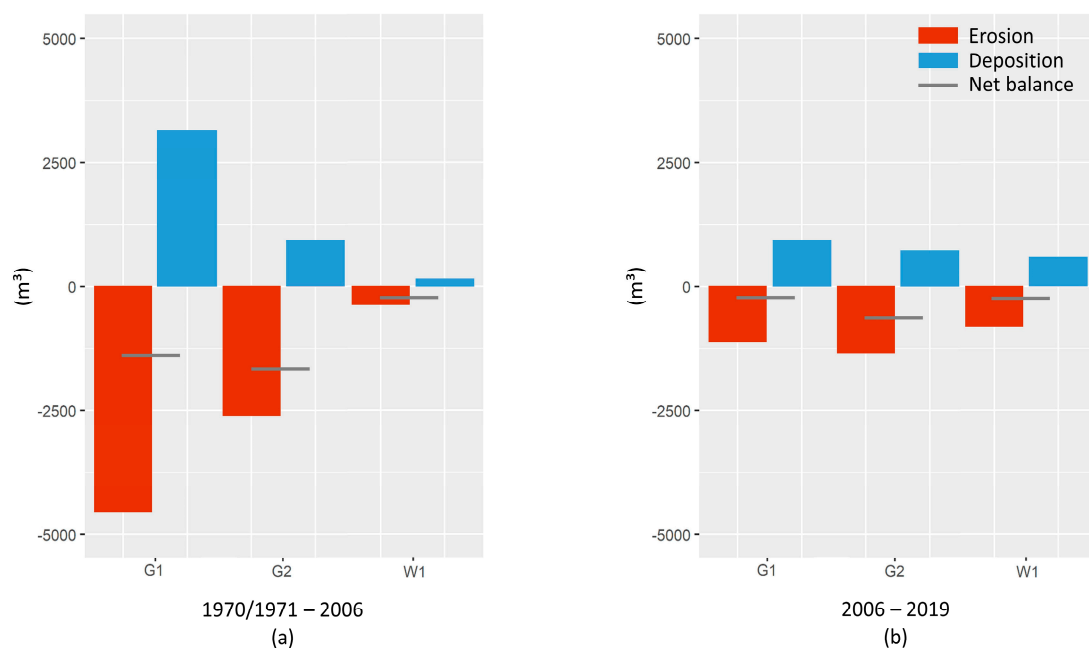 5000
2500
0
-2500
-5000
(m³)
G1 G2 W1
1970/1971 – 2006
(a)
Erosion
Deposition
Net balance
5000
2500
0
-2500
-5000
(m³)
G1 G2 W1
2006 – 2019
(b)